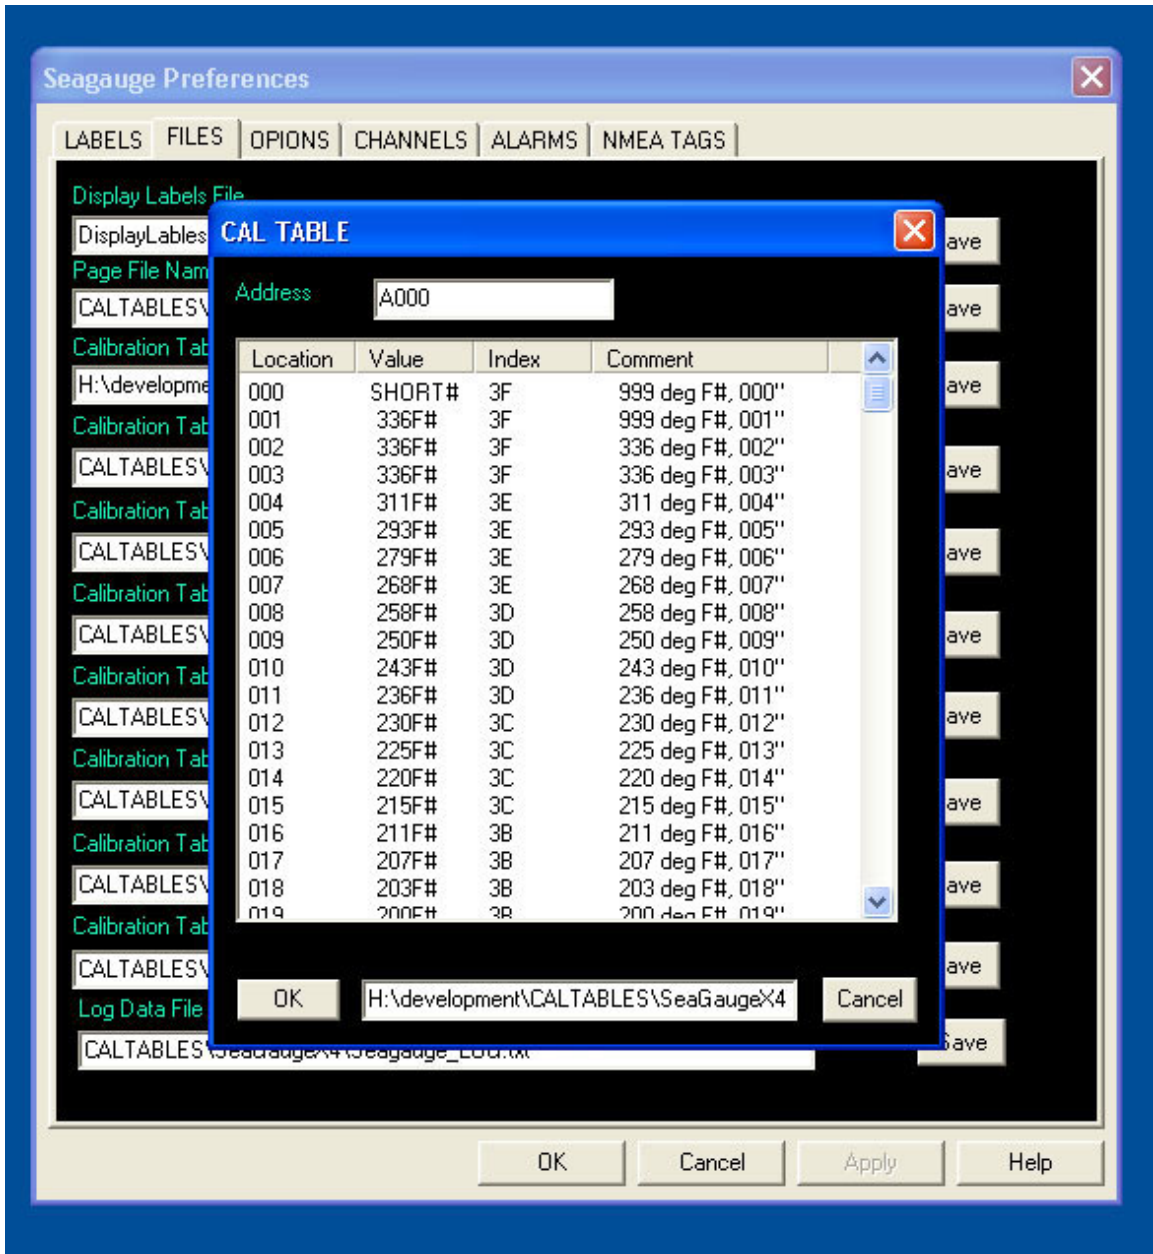 Seagauge Preferences
LABELS FILES OPIONS CHANNELS ALARMS NMEA TAGS
Display Labels File
DisplayLables
ave
Page File Nam
CALTABLES\
ave
Calibration Tab
H:\developme
ave
Calibration Tab
CALTABLES\
ave
Calibration Tab
CALTABLES\
ave
Calibration Tab
CALTABLES\
ave
Calibration Tab
CALTABLES\
ave
Calibration Tab
CALTABLES\
ave
Calibration Tab
CALTABLES\
ave
Calibration Tab
CALTABLES\
ave
Log Data File
CALTABLES\SeaGaugeX4\Seagauge_LOG.txt
Save
CAL TABLE
Address A000
Location Value Index Comment
000 SHORT# 3F 999 deg F#, 000"
001 336F# 3F 999 deg F#, 001"
002 336F# 3F 336 deg F#, 002"
003 336F# 3F 336 deg F#, 003"
004 311F# 3E 311 deg F#, 004"
005 293F# 3E 293 deg F#, 005"
006 279F# 3E 279 deg F#, 006"
007 268F# 3E 268 deg F#, 007"
008 258F# 3D 258 deg F#, 008"
009 250F# 3D 250 deg F#, 009"
010 243F# 3D 243 deg F#, 010"
011 236F# 3D 236 deg F#, 011"
012 230F# 3C 230 deg F#, 012"
013 225F# 3C 225 deg F#, 013"
014 220F# 3C 220 deg F#, 014"
015 215F# 3C 215 deg F#, 015"
016 211F# 3B 211 deg F#, 016"
017 207F# 3B 207 deg F#, 017"
018 203F# 3B 203 deg F#, 018"
019 200F# 3B 200 deg F#, 019"
OK H:\development\CALTABLES\SeaGaugeX4 Cancel
OK Cancel Apply Help